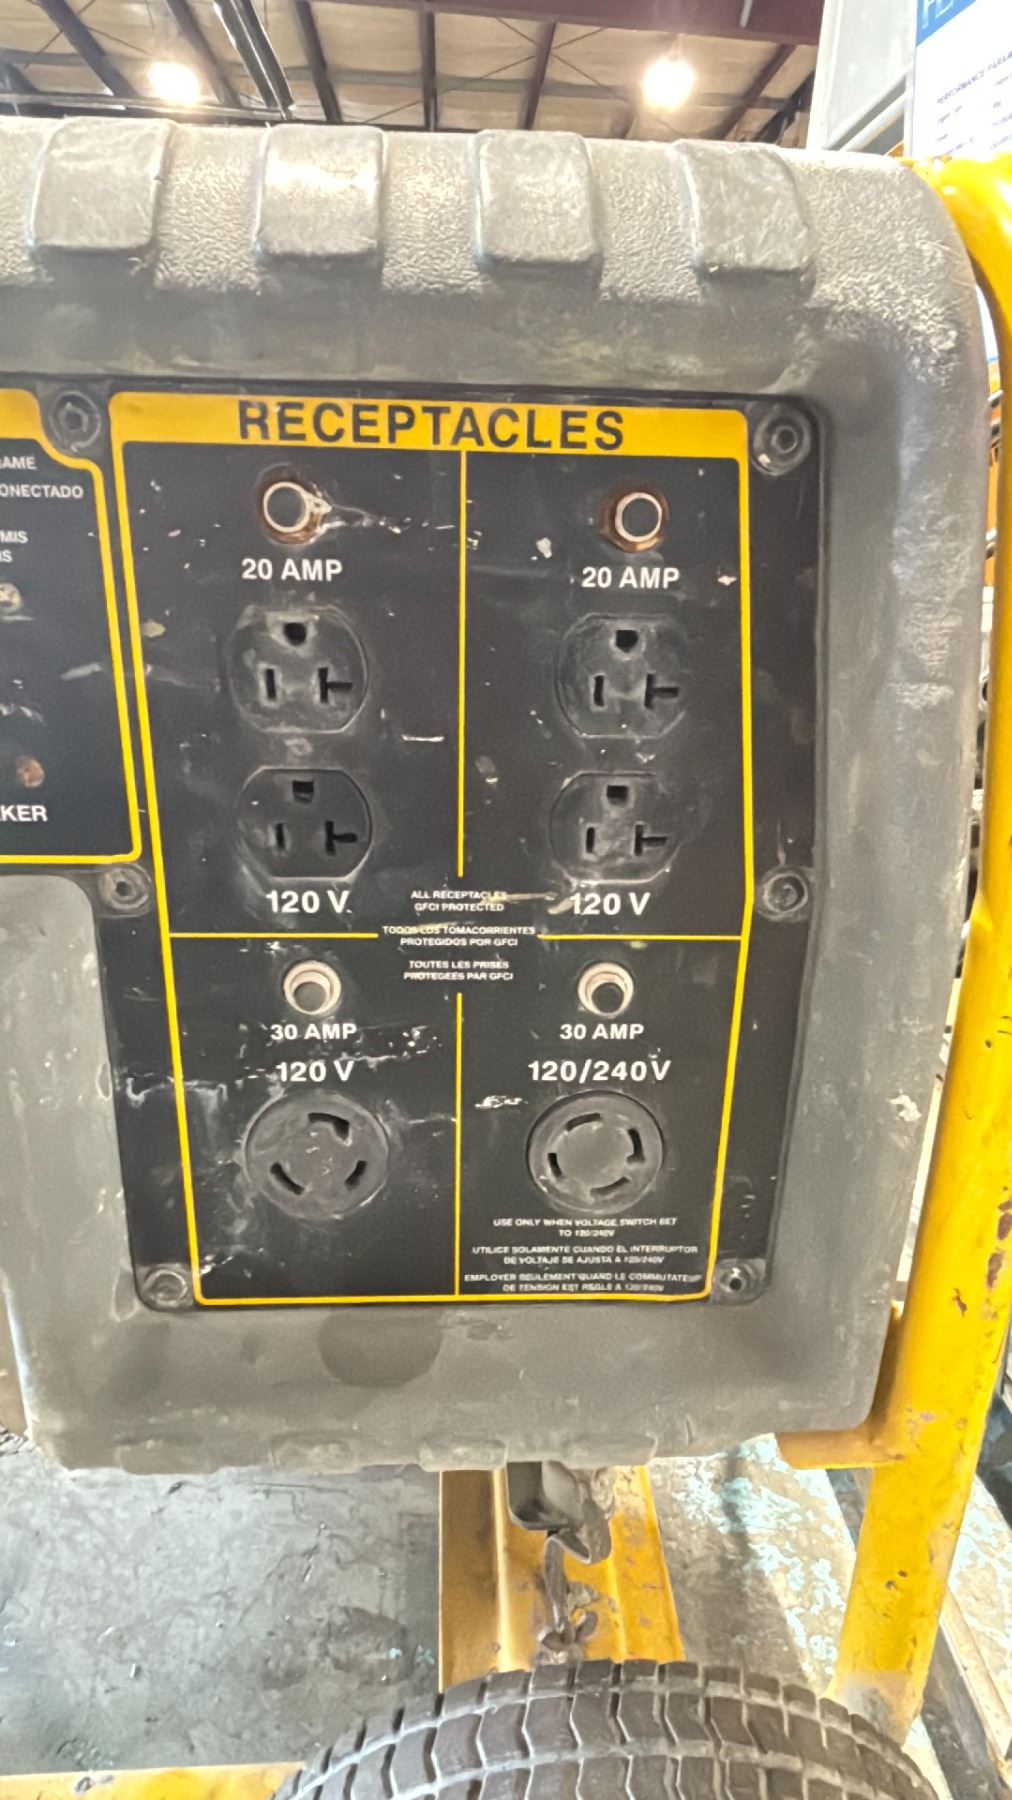 PERFORMANCE PARAM
RECEPTACLES
AME
ONECTADO
MIS
IS
KER
20 AMP
20 AMP
120 V
120 V
ALL RECEPTACLES
GFCI PROTECTED
TODOS LOS TOMACORRIENTES
PROTEGIDOS POR GFCI
TOUTES LES PRISES
PROTEGEES PAR GFCI
30 AMP
120 V
30 AMP
120/240V
USE ONLY WHEN VOLTAGE SWITCH SET
TO 120/240V
UTILICE SOLAMENTE CUANDO EL INTERRUPTOR
DE VOLTAJE SE AJUSTA A 120/240V
EMPLOYER SEULEMENT QUAND LE COMMUTATEUR
DE TENSION EST REGLE A 120/240V